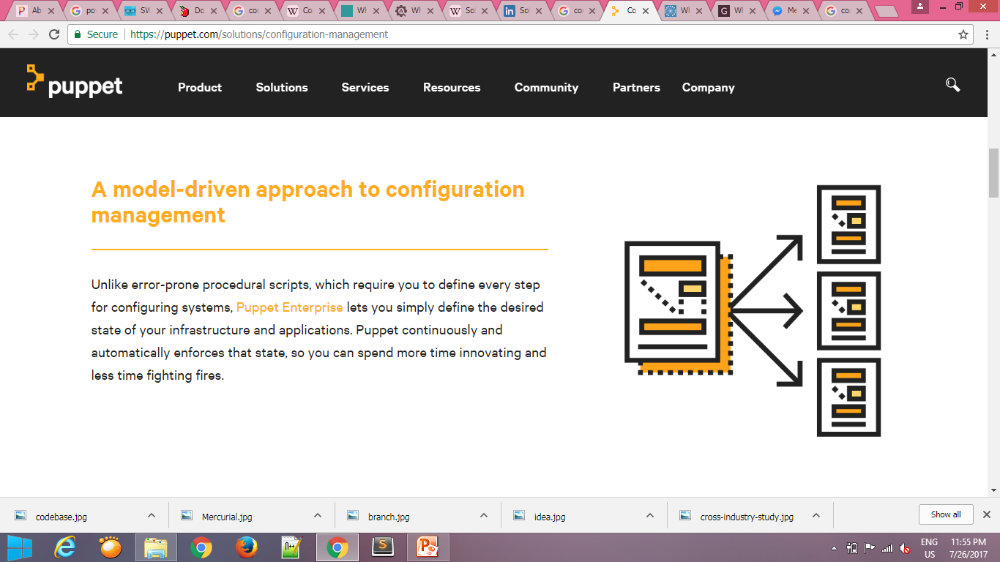 Ab
po
SV
Do
co
Co
Wl
Wl
So
So
co
Co
Wl
Wl
Me
co
Secure
https://puppet.com/solutions/configuration-management
puppet
Product Solutions Services Resources Community Partners Company
A model-driven approach to configuration
management
Unlike error-prone procedural scripts, which require you to define every step
for configuring systems, Puppet Enterprise lets you simply define the desired
state of your infrastructure and applications. Puppet continuously and
automatically enforces that state, so you can spend more time innovating and
less time fighting fires.
codebase.jpg Mercurial.jpg branch.jpg idea.jpg cross-industry-study.jpg Show all
ENG 11:55 PM
US 7/26/2017